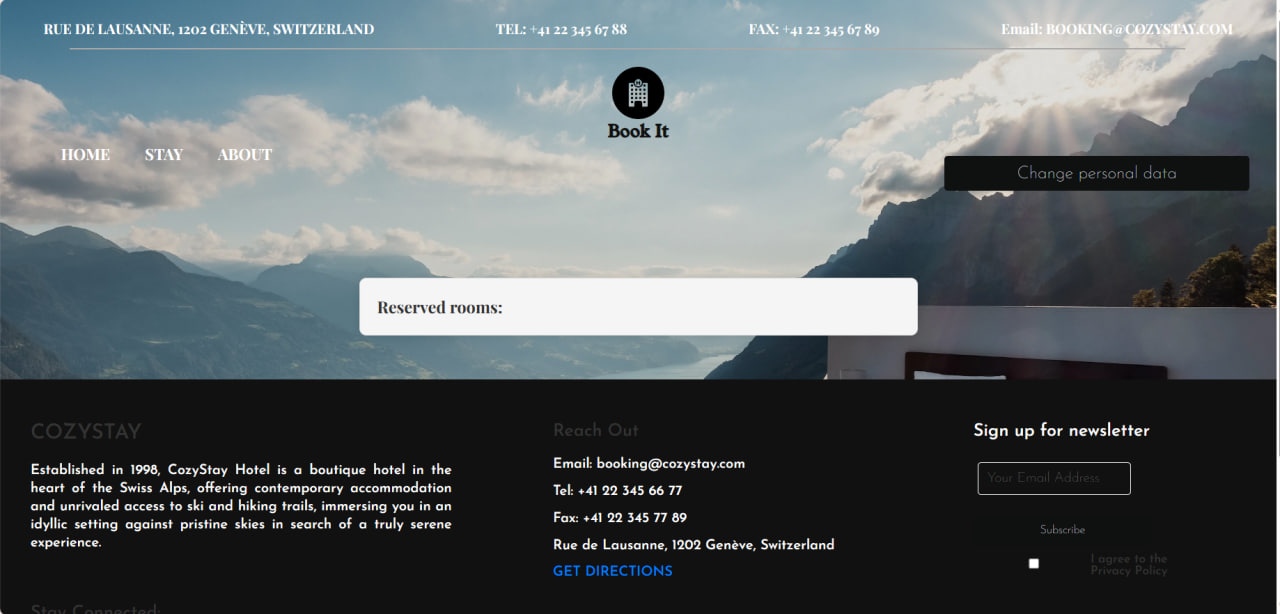 RUE DE LAUSANNE, 1202 GENÈVE, SWITZERLAND
TEL: +41 22 345 67 88
FAX: +41 22 345 67 89
Email: BOOKING@COZYSTAY.COM
Book It
HOME
STAY
ABOUT
Change personal data
Reserved rooms:
COZYSTAY
Established in 1998, CozyStay Hotel is a boutique hotel in the
heart of the Swiss Alps, offering contemporary accommodation
and unrivaled access to ski and hiking trails, immersing you in an
idyllic setting against pristine skies in search of a truly serene
experience.
Stay Connected:
Reach Out
Email: booking@cozystay.com
Tel: +41 22 345 66 77
Fax: +41 22 345 77 89
Rue de Lausanne, 1202 Genève, Switzerland
GET DIRECTIONS
Sign up for newsletter
Your Email Address
Subscribe
I agree to the
Privacy Policy